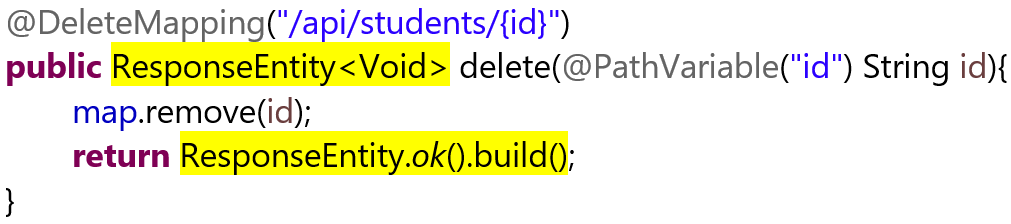 @DeleteMapping("/api/students/{id}")
public ResponseEntity<Void> delete(@PathVariable("id") String id){
map.remove(id);
return ResponseEntity.ok().build();
}